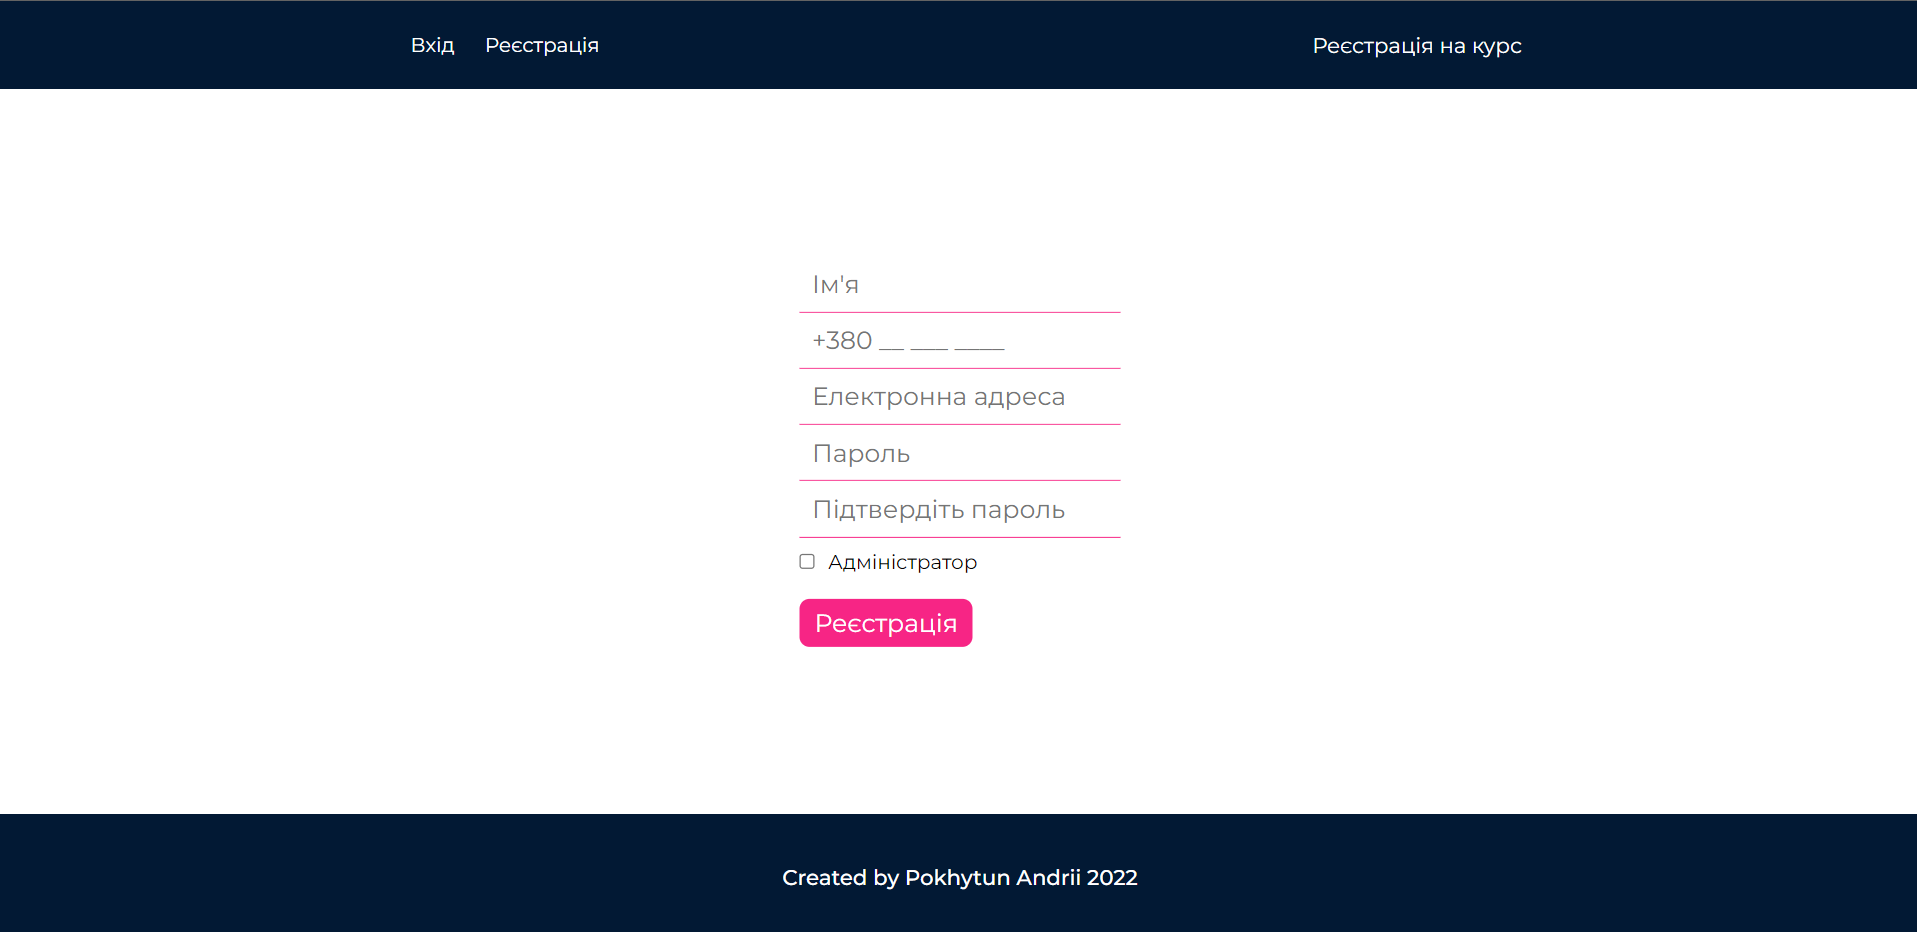 Вхід Реєстрація Реєстрація на курс
Ім'я
+380 __ ___ ____
Електронна адреса
Пароль
Підтвердіть пароль
Адміністратор
Реєстрація
Created by Pokhytun Andrii 2022